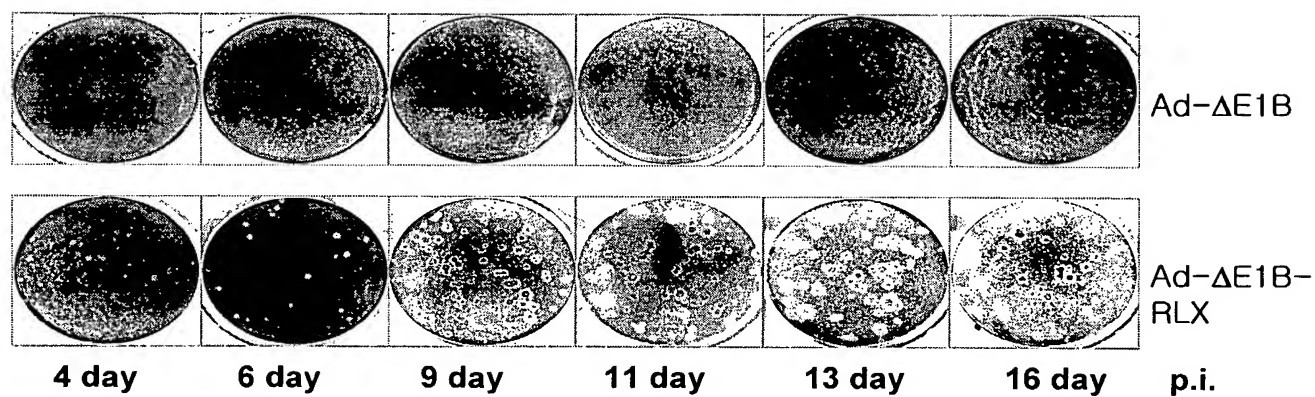 Ad-ΔE1B
Ad-ΔE1B-
RLX
4 day 6 day 9 day 11 day 13 day 16 day p.i.